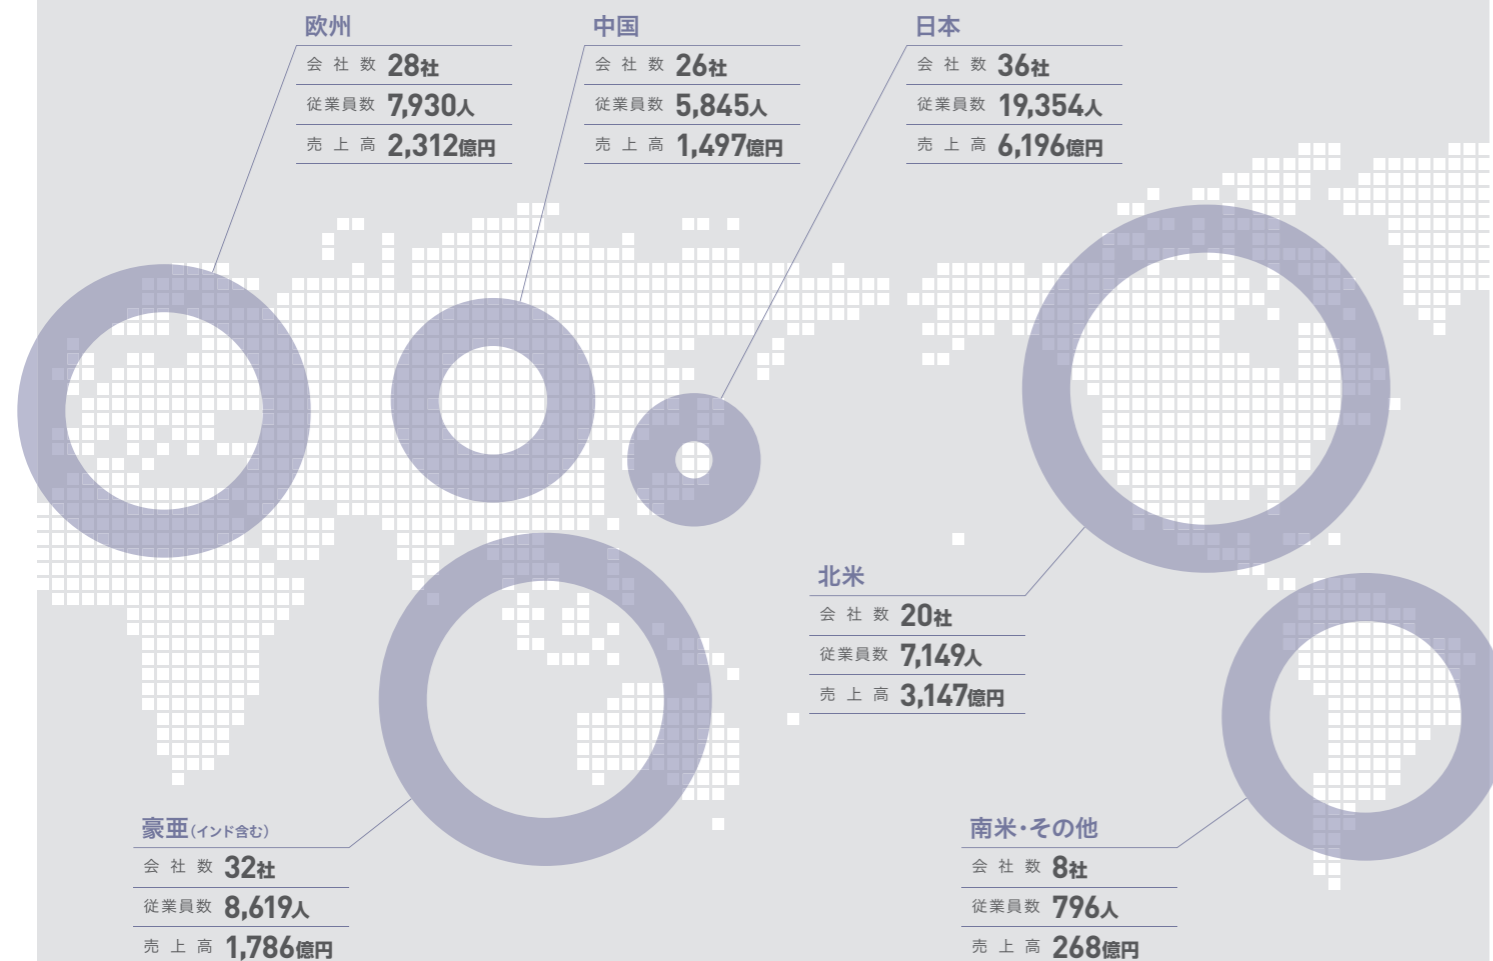 欧州
会社数 28社
従業員数 7,930人
売上高 2,312億円
中国
会社数 26社
従業員数 5,845人
売上高 1,497億円
日本
会社数 36社
従業員数 19,354人
売上高 6,196億円
北米
会社数 20社
従業員数 7,149人
売上高 3,147億円
豪亜(インド含む)
会社数 32社
従業員数 8,619人
売上高 1,786億円
南米・その他
会社数 8社
従業員数 796人
売上高 268億円